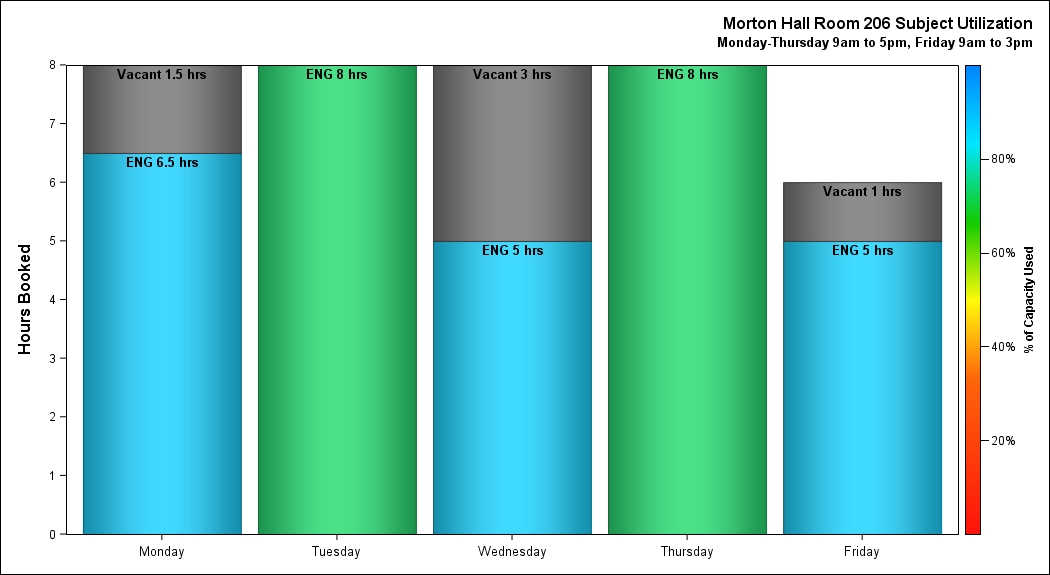 Morton Hall Room 206 Subject Utilization
Monday-Thursday 9am to 5pm, Friday 9am to 3pm
Hours Booked
8
7
6
5
4
3
2
1
0
Vacant 1.5 hrs
ENG 6.5 hrs
ENG 8 hrs
Vacant 3 hrs
ENG 5 hrs
ENG 8 hrs
Vacant 1 hrs
ENG 5 hrs
Monday
Tuesday
Wednesday
Thursday
Friday
80%
60%
40%
20%
% of Capacity Used